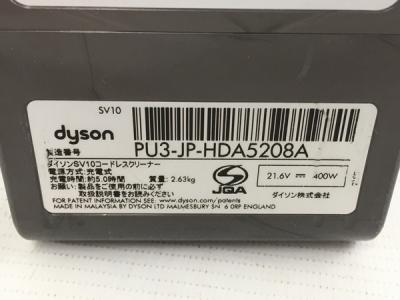 SV10
dyson
製造番号
PU3-JP-HDA5208A
ダイソンSV10コードレスクリーナー
電源方式:充電式
充電時間:約5.0時間 質量:2.63kg
お願い:製品をご使用の前に必ず
取扱説明書をお読みください
PATENT INFORMATION: www.dyson.com/patents
MADE IN MALAYSIA BY DYSON LTD MALMESBURY SN 6 0RP ENGLAND
JQA
21.6V 400W
ダイソン株式会社